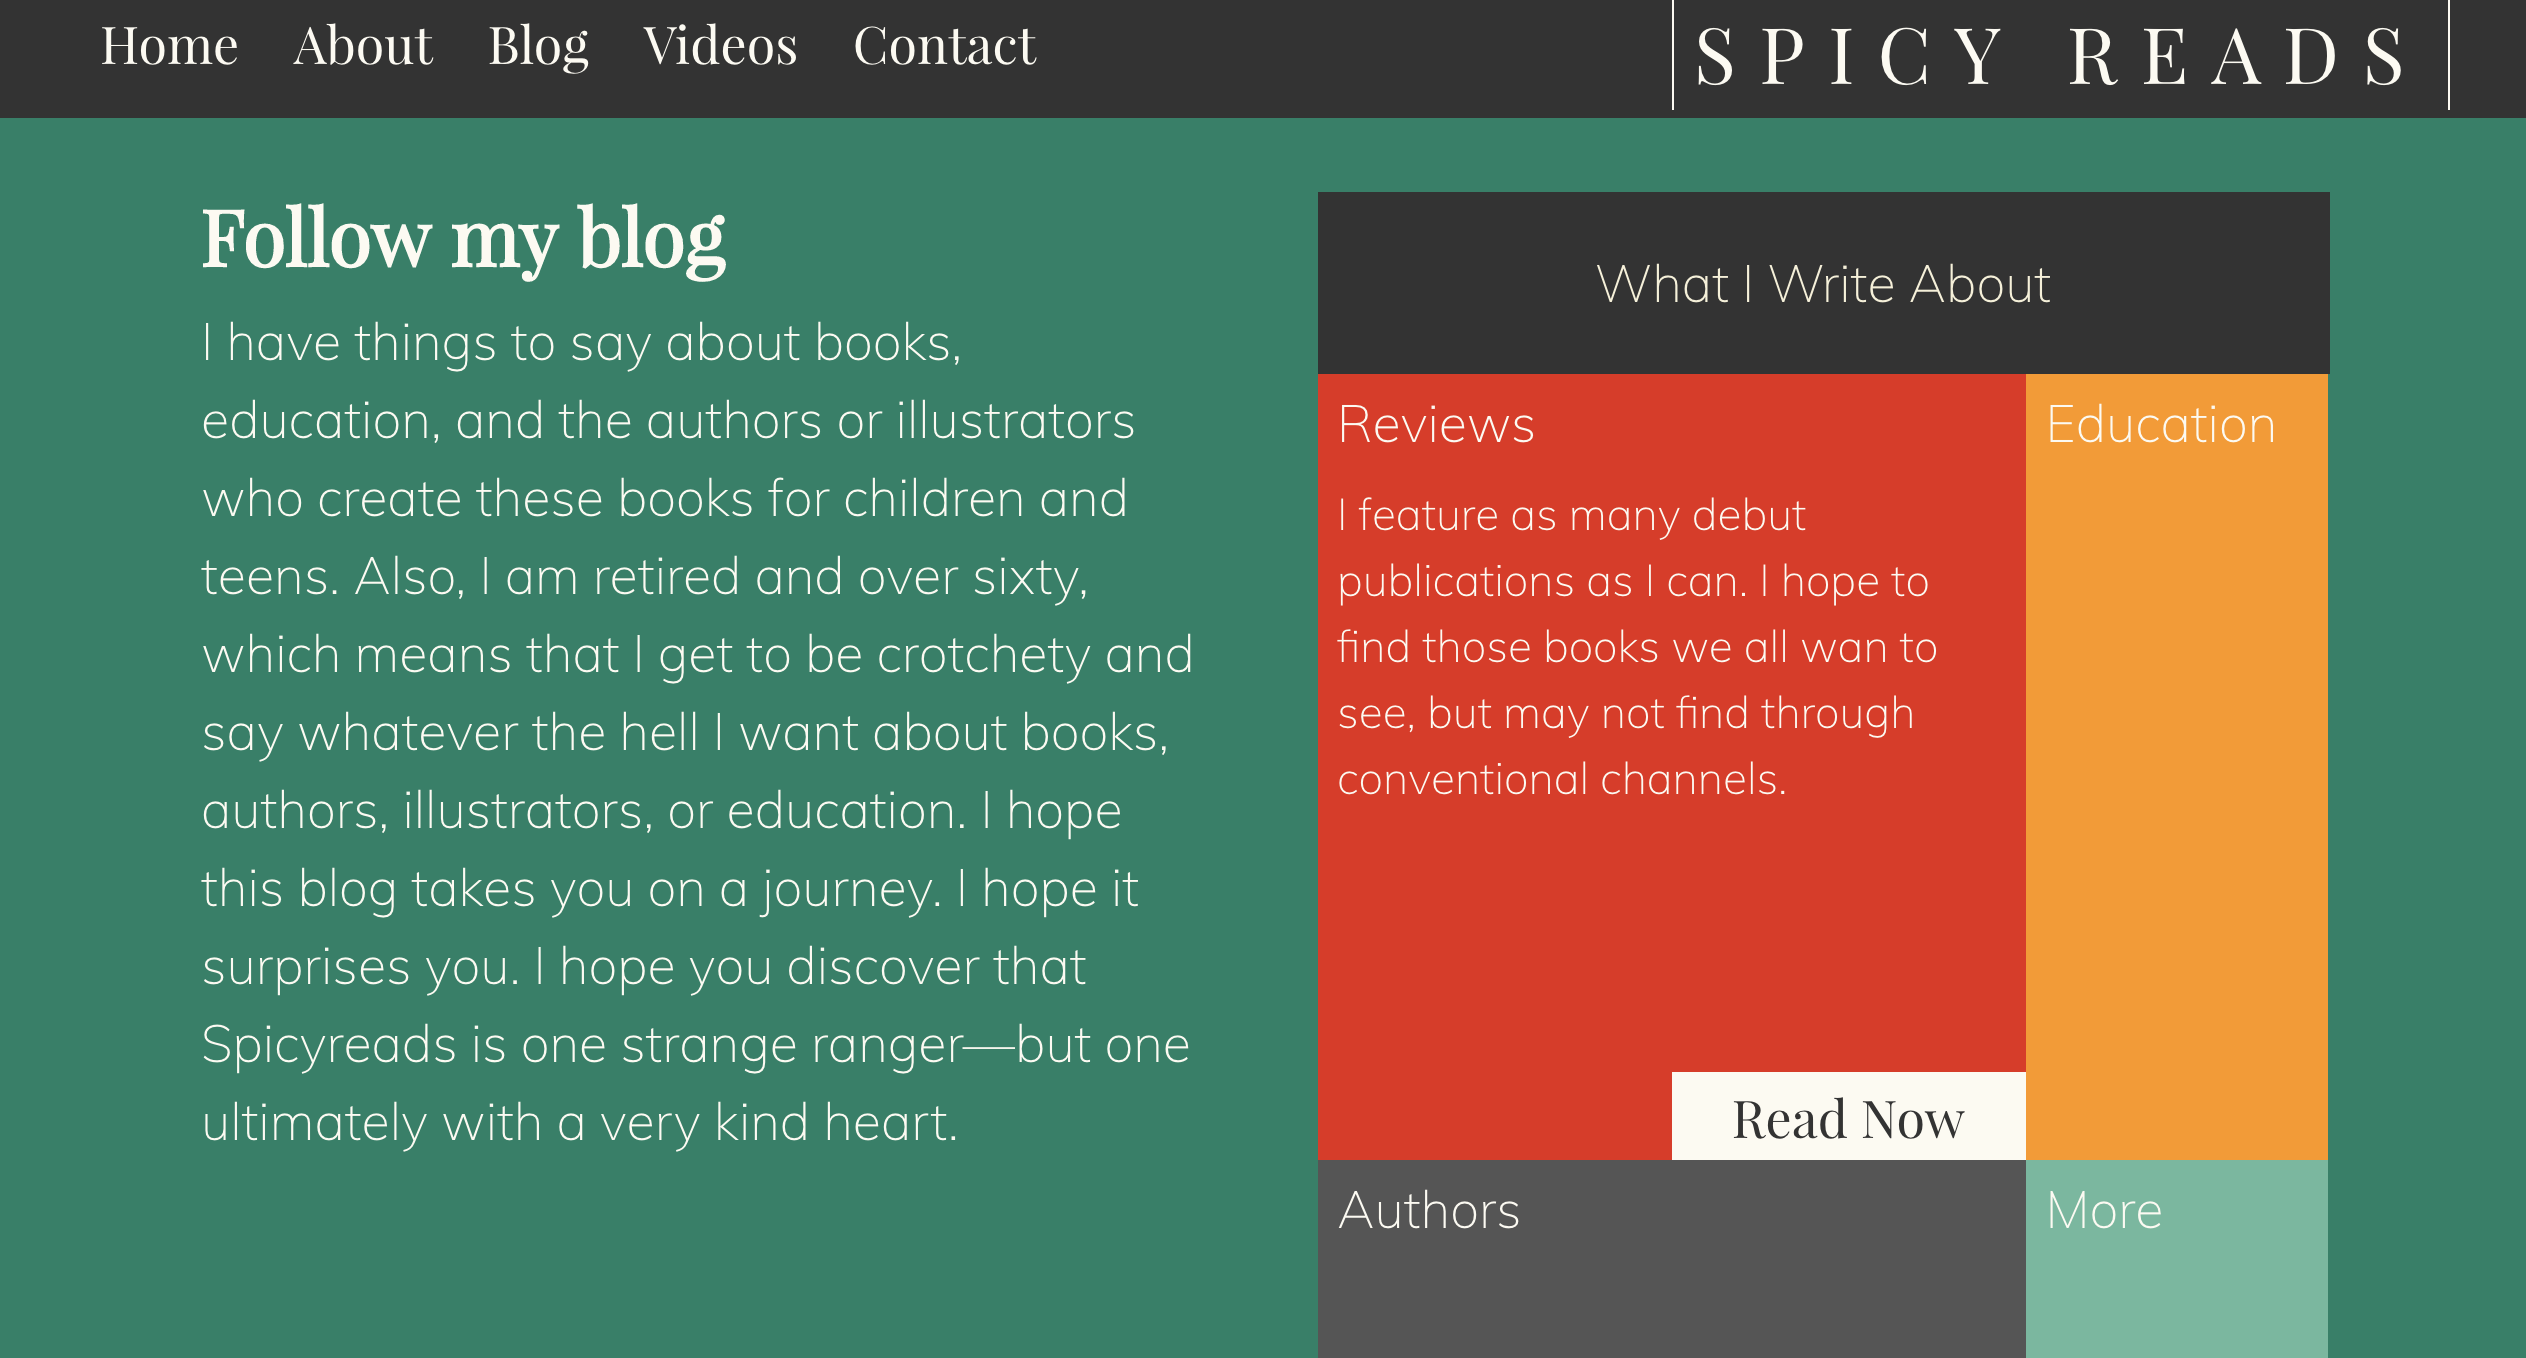 Home About Blog Videos Contact
SPICY READS
Follow my blog
I have things to say about books,
education, and the authors or illustrators
who create these books for children and
teens. Also, I am retired and over sixty,
which means that I get to be crotchety and
say whatever the hell I want about books,
authors, illustrators, or education. I hope
this blog takes you on a journey. I hope it
surprises you. I hope you discover that
Spicyreads is one strange ranger—but one
ultimately with a very kind heart.
What I Write About
Reviews
I feature as many debut
publications as I can. I hope to
find those books we all wan to
see, but may not find through
conventional channels.
Read Now
Education
Authors
More